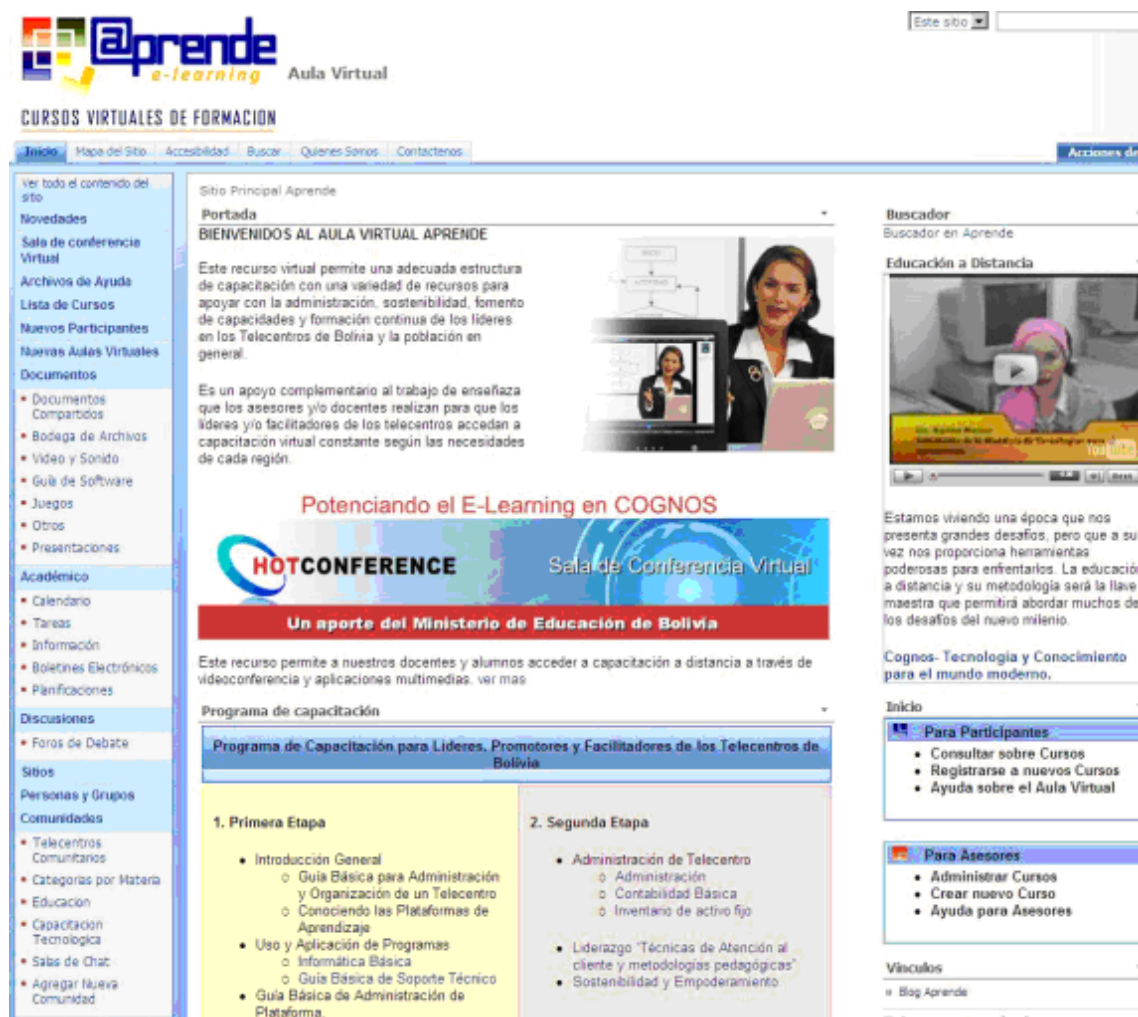 @prende
e-learning
Aula Virtual
CURSOS VIRTUALES DE FORMACION
Este sitio
Inicio
Mapa del Sitio
Accesibilidad
Buscar
Quienes Somos
Contactenos
Acciones de
Ver todo el contenido del
sitio
Novedades
Sala de conferencia
Virtual
Archivos de Ayuda
Lista de Cursos
Nuevos Participantes
Nuevas Aulas Virtuales
Documentos
Documentos
Compartidos
Bodega de Archivos
Video y Sonido
Guía de Software
Juegos
Otros
Presentaciones
Académico
Calendario
Tareas
Información
Boletines Electrónicos
Planificaciones
Discusiones
Foros de Debate
Sitios
Personas y Grupos
Comunidades
Telecentros
Comunitarios
Categorias por Materia
Educacion
Capacitacion
Tecnologica
Salas de Chat
Agregar Nueva
Comunidad
Sitio Principal Aprende
Portada
BIENVENIDOS AL AULA VIRTUAL APRENDE
Este recurso virtual permite una adecuada estructura
de capacitación con una variedad de recursos para
apoyar con la administración, sostenibilidad, fomento
de capacidades y formación continua de los líderes
en los Telecentros de Bolivia y la población en
general.
Es un apoyo complementario al trabajo de enseñaza
que los asesores y/o docentes realizan para que los
líderes y/o facilitadores de los telecentros accedan a
capacitación virtual constante según las necesidades
de cada región.
INICIO
Potenciando el E-Learning en COGNOS
HOTCONFERENCE
Sala de Conferencia Virtual
Un aporte del Ministerio de Educación de Bolivia
Este recurso permite a nuestros docentes y alumnos acceder a capacitación a distancia a través de
videoconferencia y aplicaciones multimedias. ver mas
Programa de capacitación
Programa de Capacitación para Lideres, Promotores y Facilitadores de los Telecentros de
Bolivia
1. Primera Etapa
Introducción General
Guía Básica para Administración
y Organización de un Telecentro
Conociendo las Plataformas de
Aprendizaje
Uso y Aplicación de Programas
Informática Básica
Guía Básica de Soporte Técnico
Guía Básica de Administración de
Plataforma.
2. Segunda Etapa
Administración de Telecentro
Administración
Contabilidad Básica
Inventario de activo fijo
Liderazgo "Técnicas de Atención al
cliente y metodologías pedagógicas"
Sostenibilidad y Empoderamiento
Buscador
Buscador en Aprende
Educación a Distancia
YouTube
Estamos viviendo una época que nos
presenta grandes desafíos, pero que a su
vez nos proporciona herramientas
poderosas para enfrentarlos. La educación
a distancia y su metodología será la llave
maestra que permitirá abordar muchos de
los desafíos del nuevo milenio.
Cognos- Tecnología y Conocimiento
para el mundo moderno.
Inicio
Para Participantes
Consultar sobre Cursos
Registrarse a nuevos Cursos
Ayuda sobre el Aula Virtual
Para Asesores
Administrar Cursos
Crear nuevo Curso
Ayuda para Asesores
Vínculos
Blog Aprende